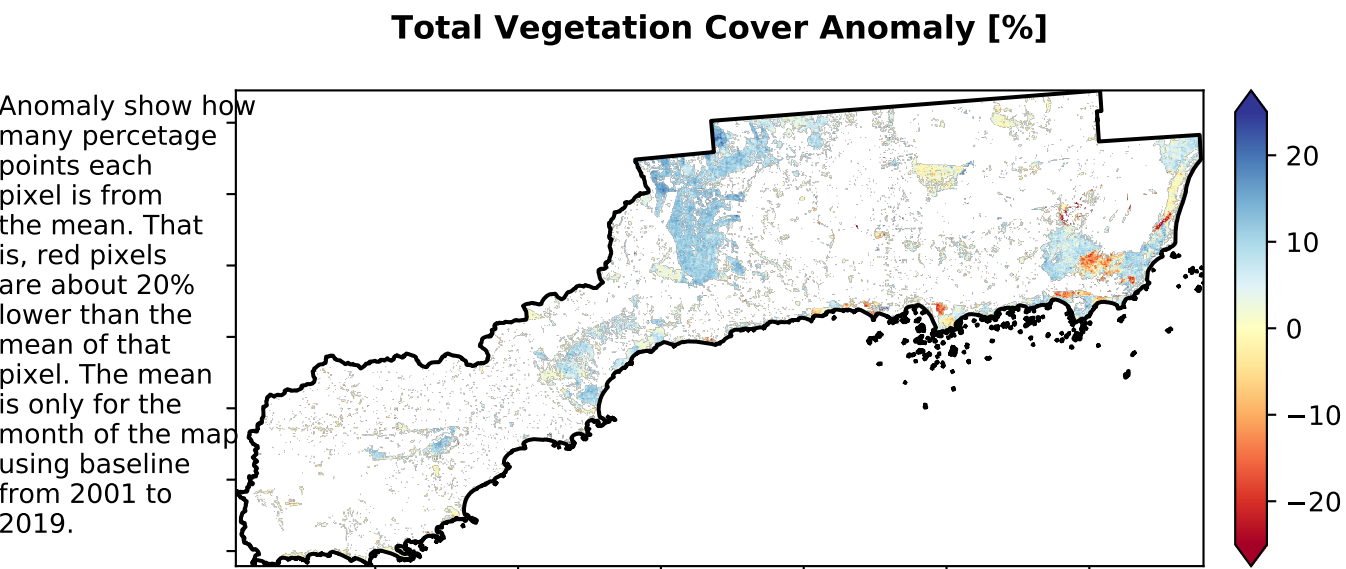 Total Vegetation Cover Anomaly [%]
Anomaly show how
many percetage
points each
pixel is from
the mean. That
is, red pixels
are about 20%
lower than the
mean of that
pixel. The mean
is only for the
month of the map
using baseline
from 2001 to
2019.
20
10
0
−10
−20